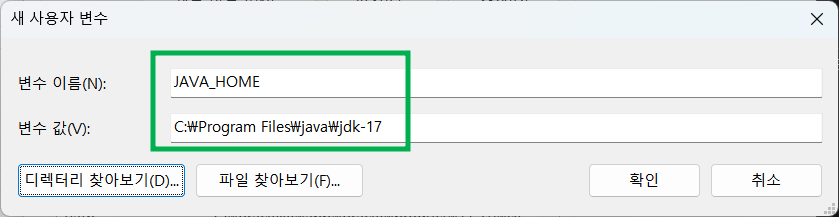 새 사용자 변수
변수 이름(N):
JAVA_HOME
변수 값(V):
C:₩Program Files₩java₩jdk-17
디렉터리 찾아보기(D)...
파일 찾아보기(F)...
확인
취소